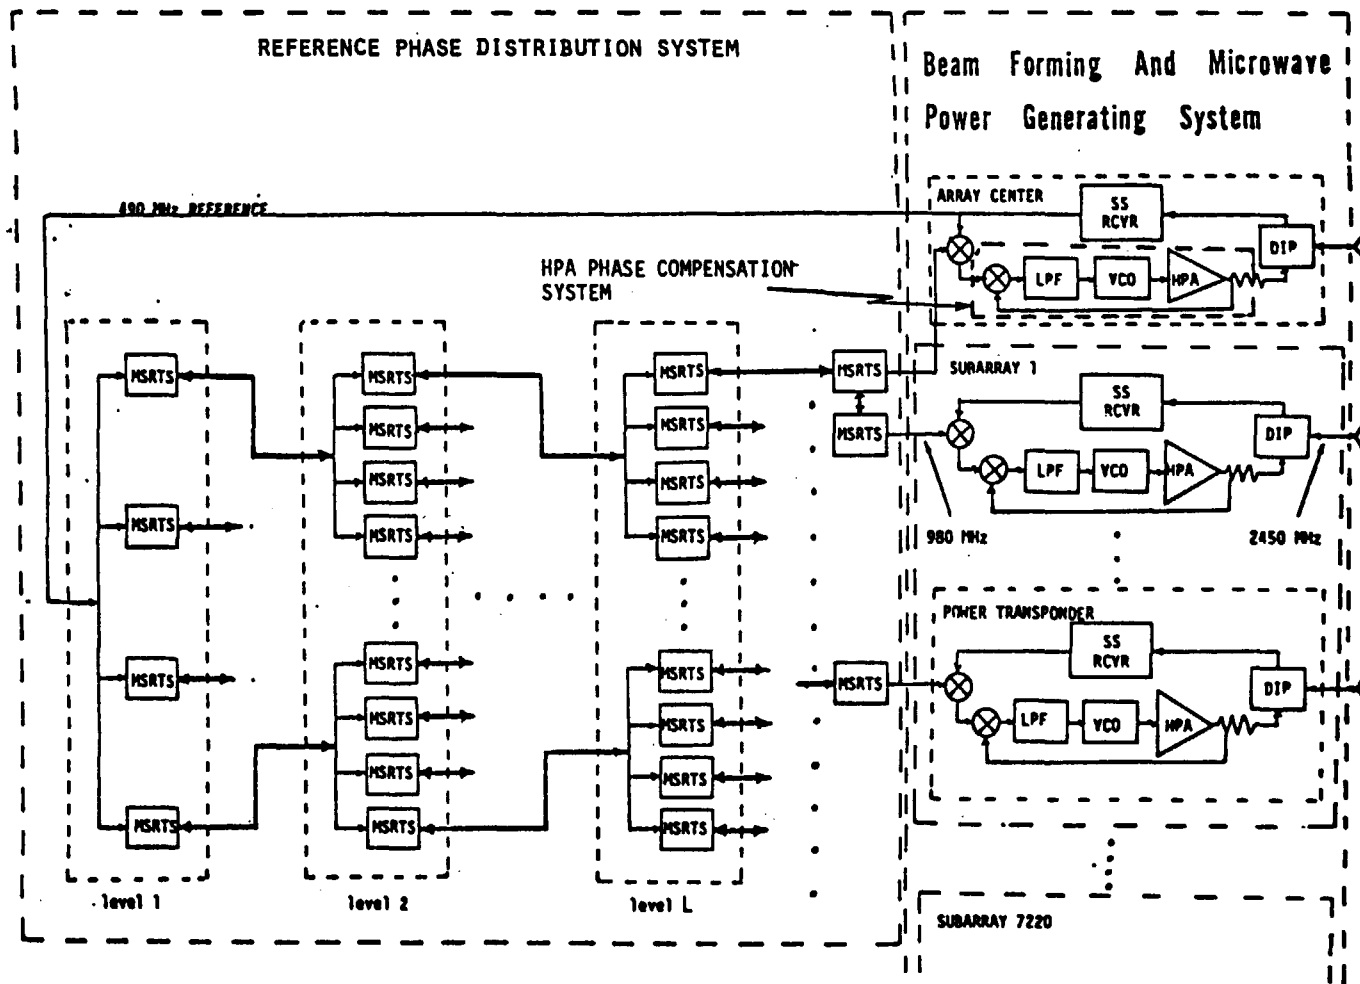 REFERENCE PHASE DISTRIBUTION SYSTEM
Beam Forming And Microwave
Power Generating System
490 MHz REFERENCE
HPA PHASE COMPENSATION
SYSTEM
ARRAY CENTER
SS
RCVR
DIP
LPF
VCO
HPA
SUBARRAY 1
SS
RCVR
DIP
LPF
VCO
HPA
980 MHz
2450 MHz
POWER TRANSPONDER
SS
RCVR
DIP
LPF
VCO
HPA
SUBARRAY 7220
MSRTS
MSRTS
MSRTS
MSRTS
level 1
MSRTS
MSRTS
MSRTS
MSRTS
MSRTS
MSRTS
MSRTS
MSRTS
level 2
MSRTS
MSRTS
MSRTS
MSRTS
MSRTS
MSRTS
MSRTS
MSRTS
level L
MSRTS
MSRTS
MSRTS